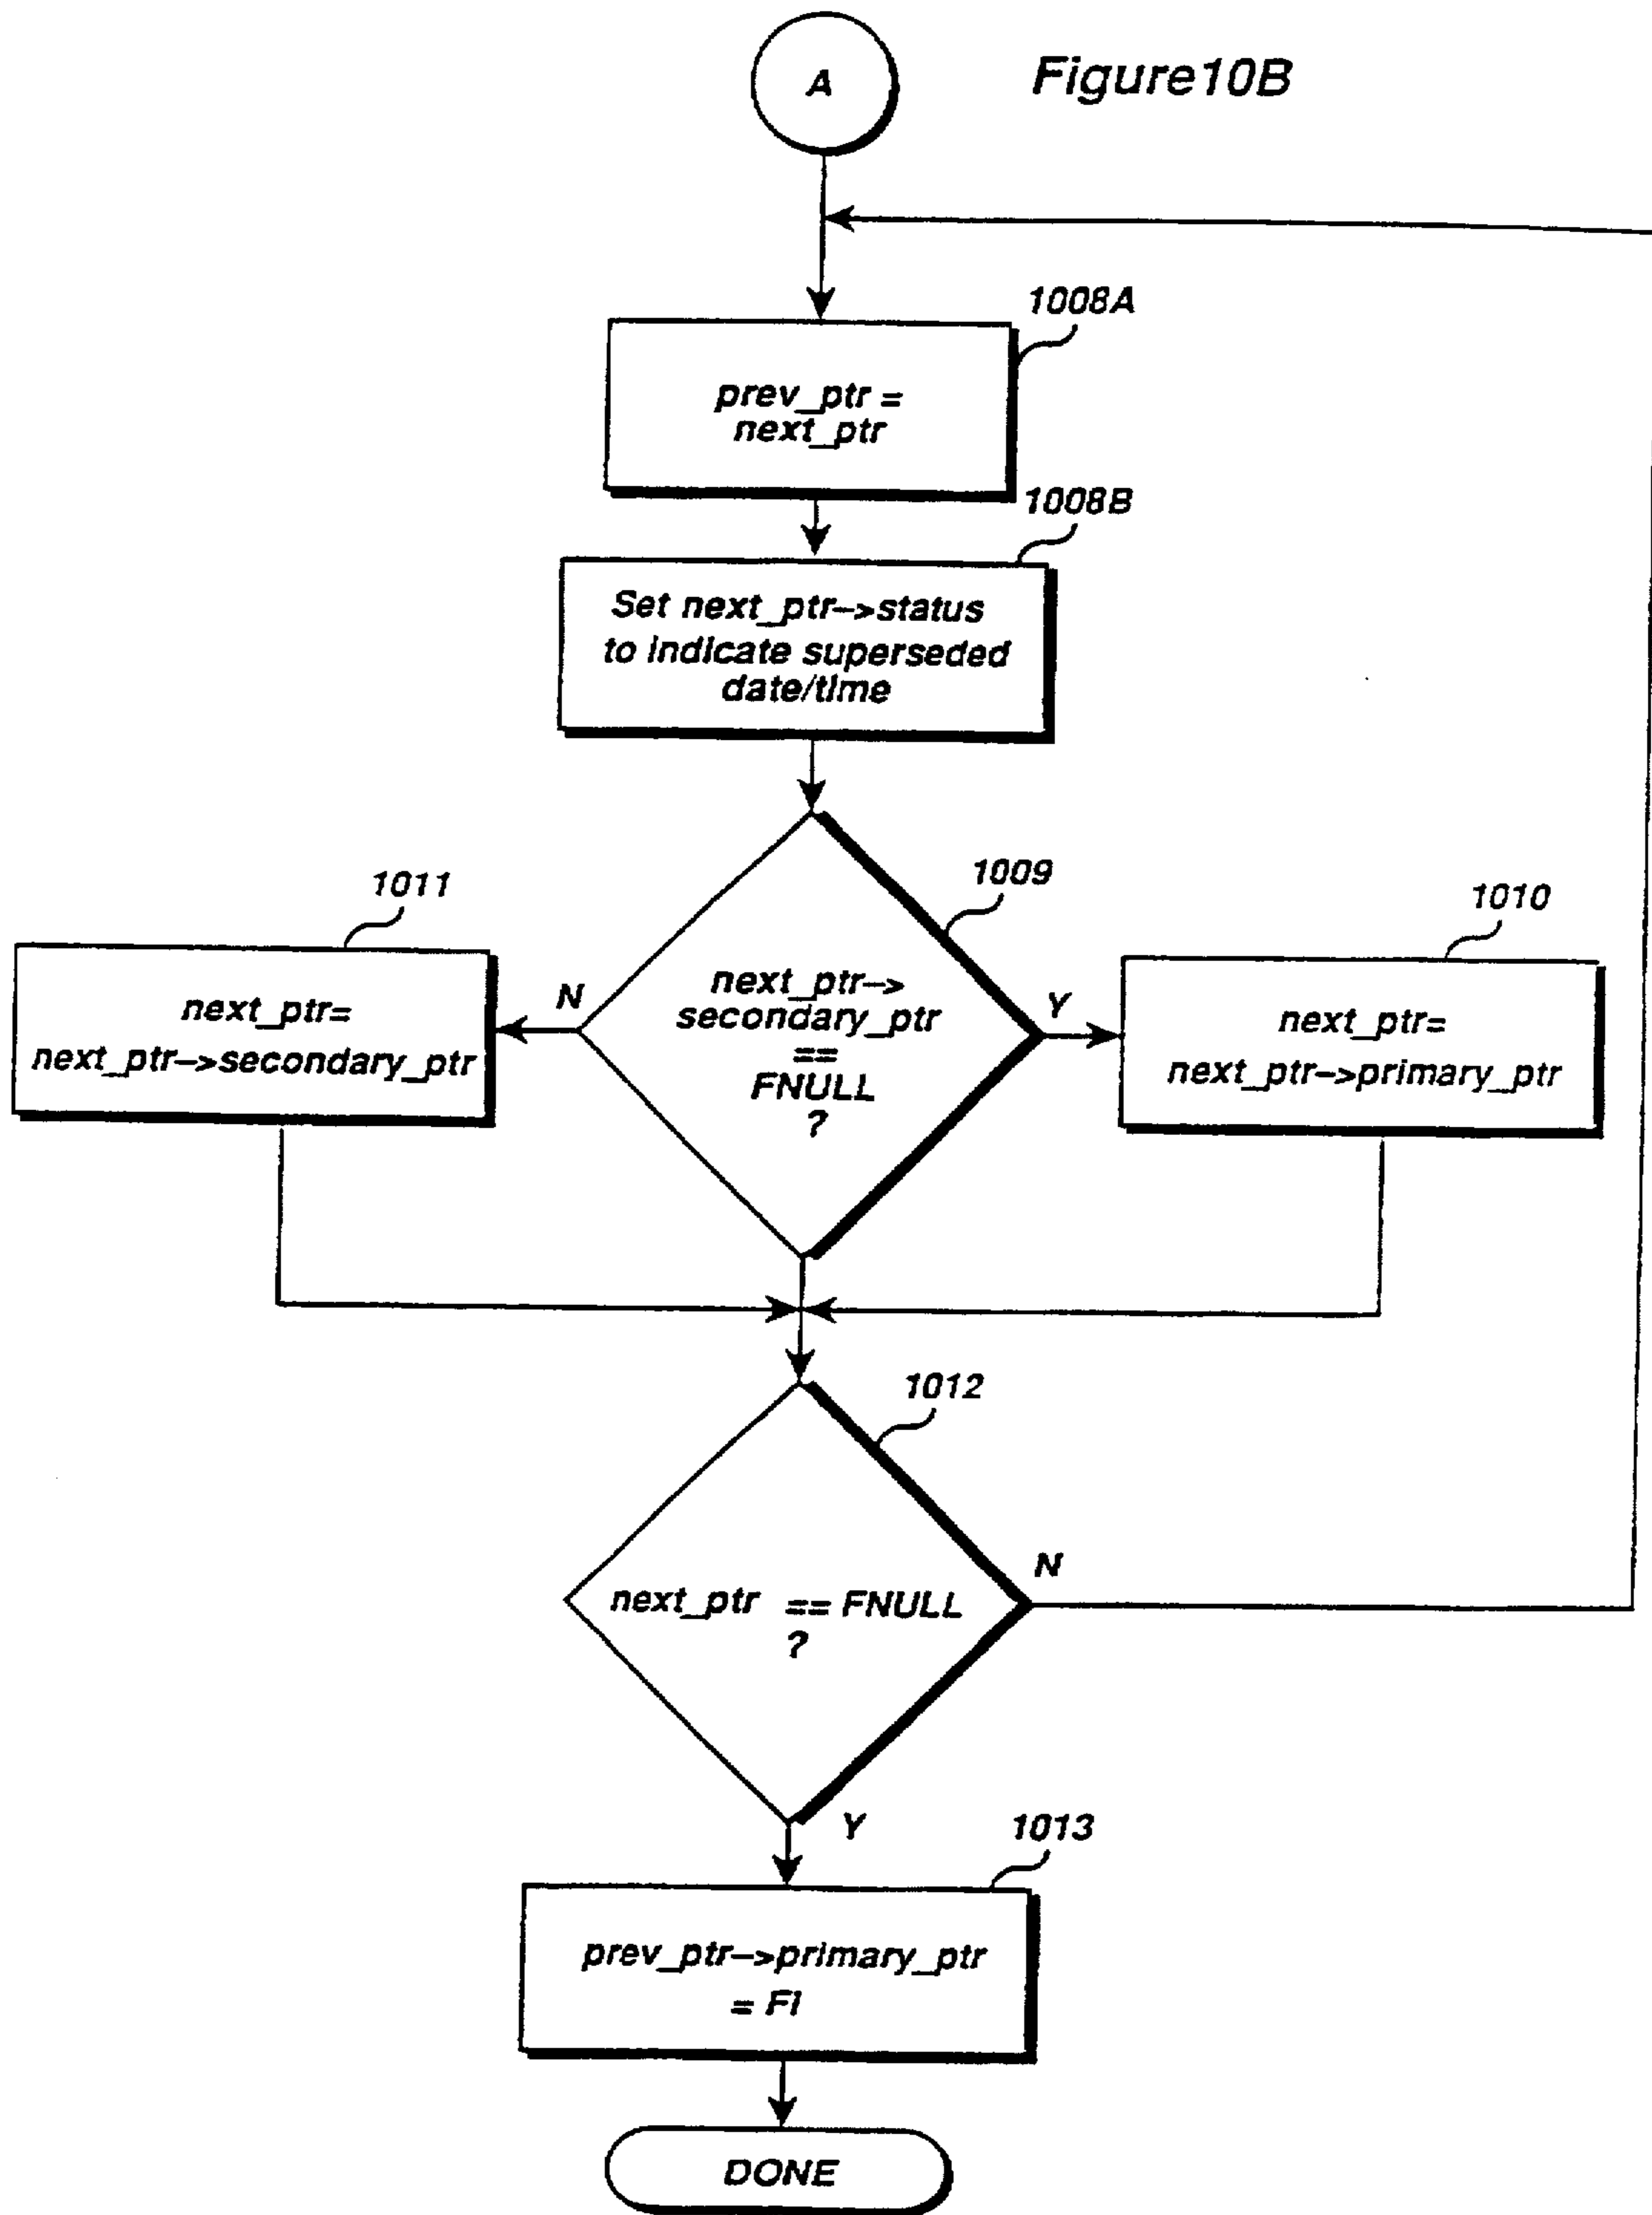 A
Figure10B
1008A
prev_ptr =
next_ptr
1008B
Set next_ptr->status
to indicate superseded
date/time
1009
1011
1010
next_ptr->
secondary_ptr
==
FNULL
?
N
Y
next_ptr=
next_ptr->secondary_ptr
next_ptr=
next_ptr->primary_ptr
1012
next_ptr == FNULL
?
N
Y
1013
prev_ptr->primary_ptr
= FI
DONE